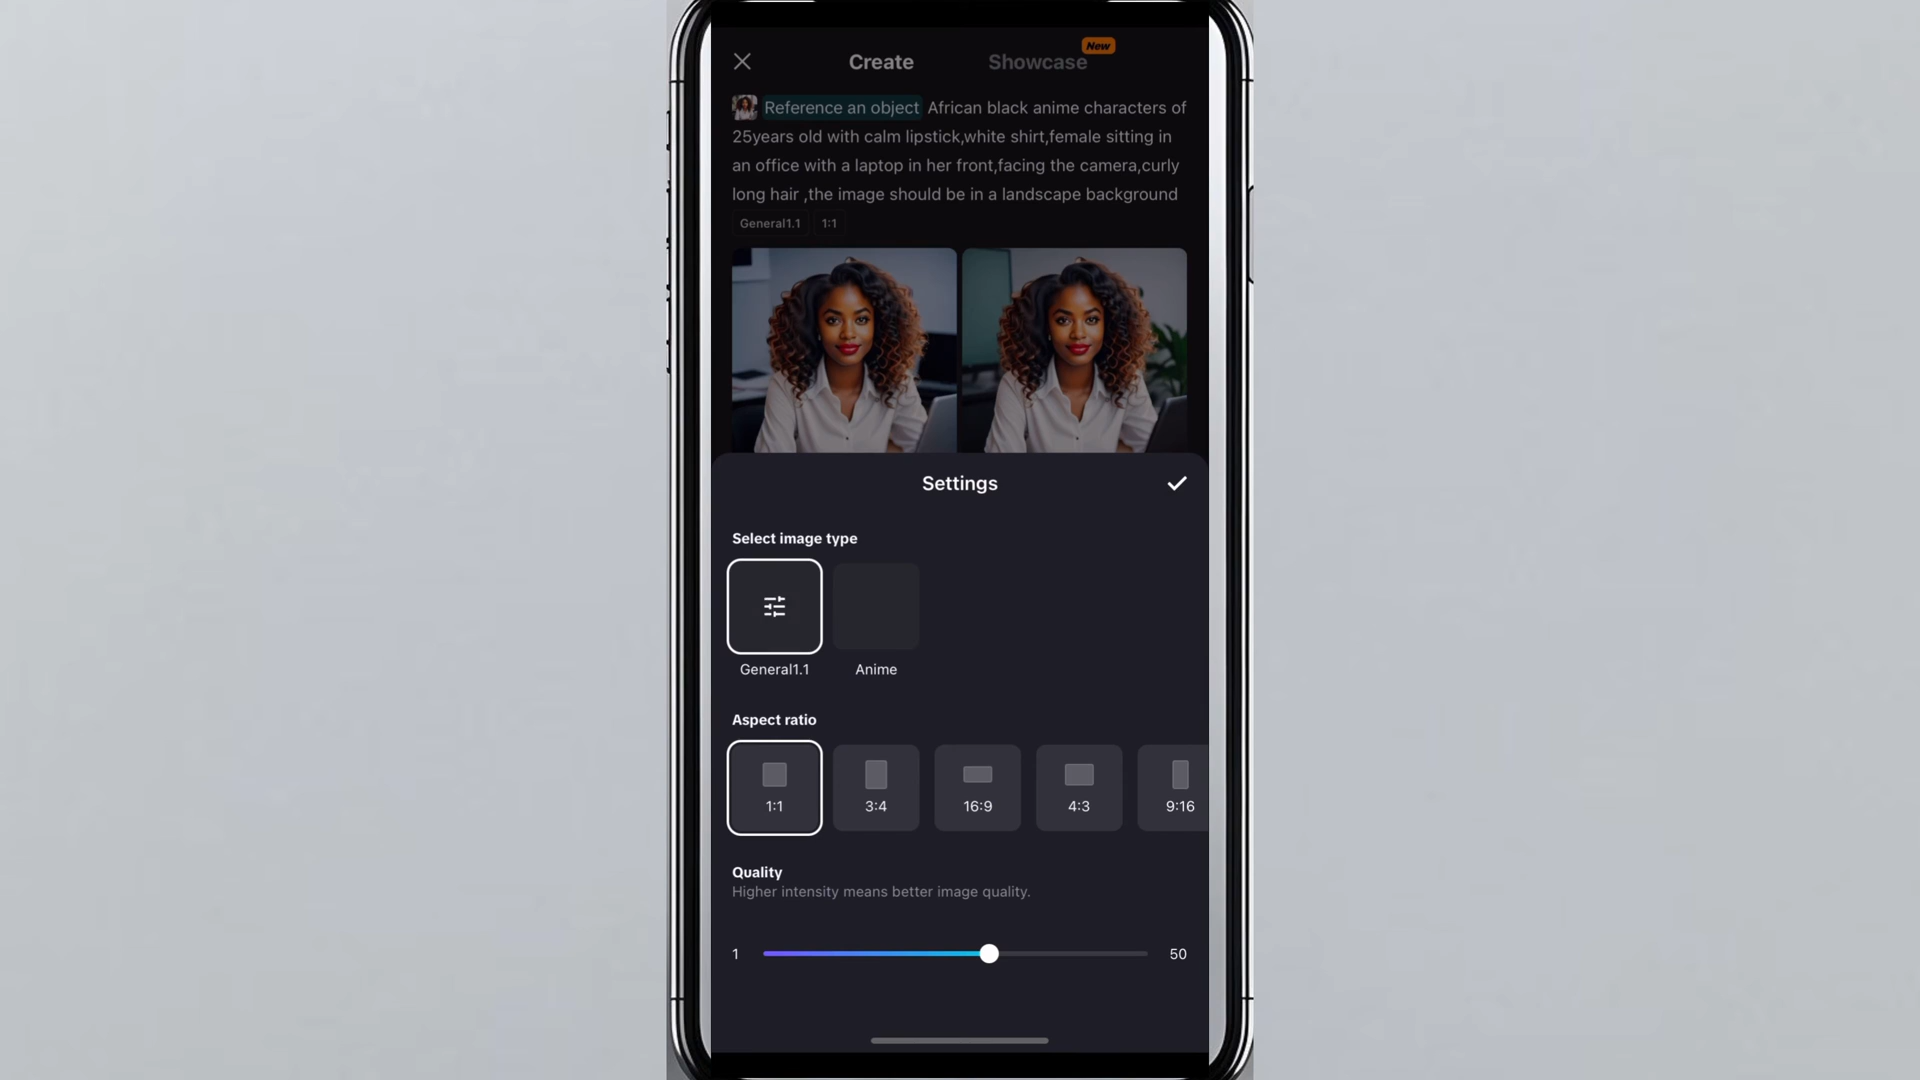 New
Create
Showcase
Reference an object African black anime characters of
25years old with calm lipstick,white shirt,female sitting in
an office with a laptop in her front,facing the camera,curly
long hair ,the image should be in a landscape background
General1.1 1:1
Settings
Select image type
General1.1 Anime
Aspect ratio
1:1 3:4 16:9 4:3 9:16
Quality
Higher intensity means better image quality.
1 50